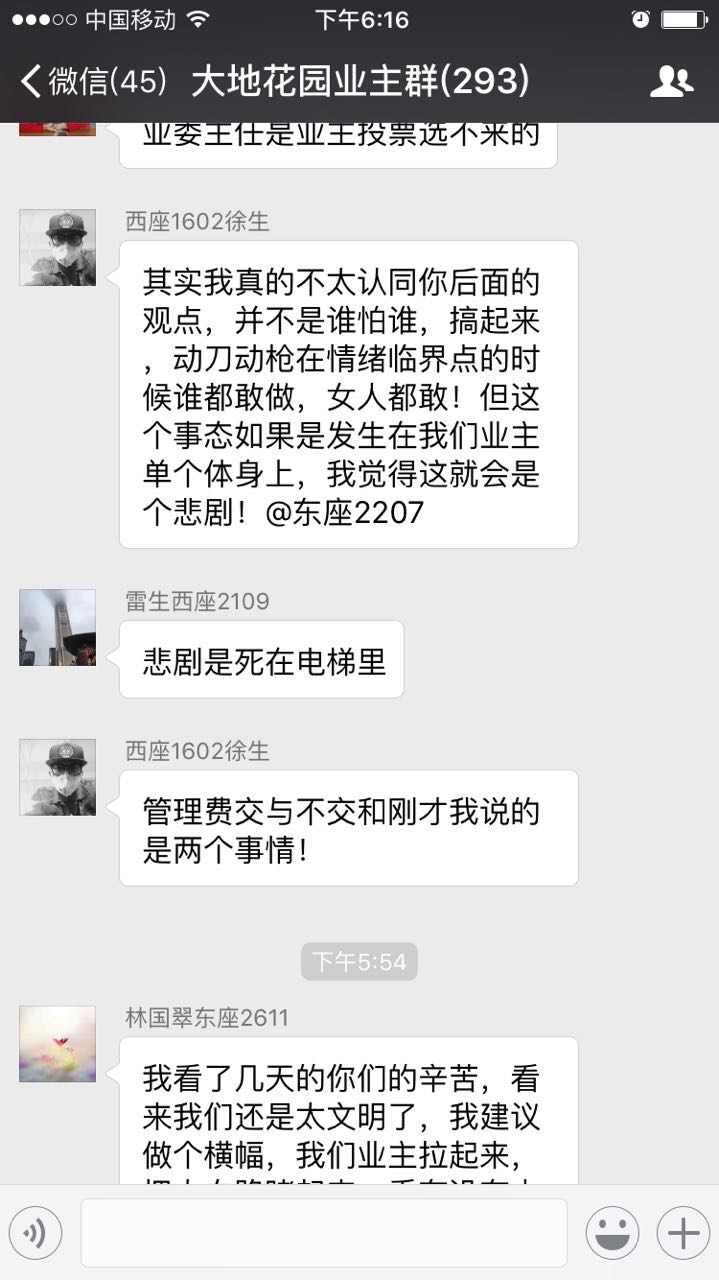 中国移动 下午6:16
微信(45) 大地花园业主群(293)
业委主任是业主投票选不来的
西座1602徐生
其实我真的不太认同你后面的
观点，并不是谁怕谁，搞起来
，动刀动枪在情绪临界点的时
候谁都敢做，女人都敢！但这
个事态如果是发生在我们业主
单个体身上，我觉得这就会是
个悲剧！@东座2207
雷生西座2109
悲剧是死在电梯里
西座1602徐生
管理费交与不交和刚才我说的
是两个事情！
下午5:54
林国翠东座2611
我看了几天的你们的辛苦，看
来我们还是太文明了，我建议
做个横幅，我们业主拉起来，